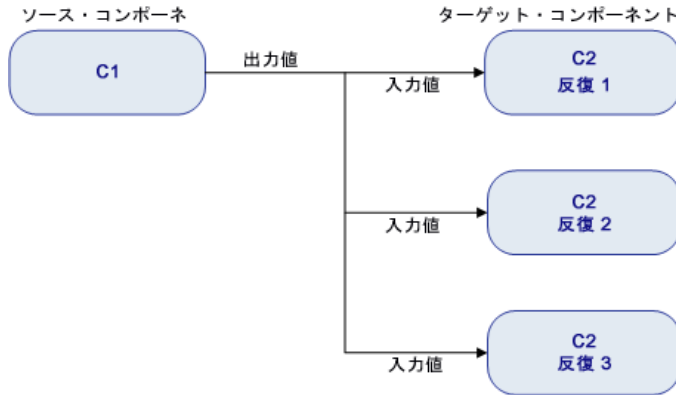 ソース・コンポーネ
ターゲット・コンポーネント
C1
出力値
入力値
C2
反復 1
入力値
C2
反復 2
入力値
C2
反復 3